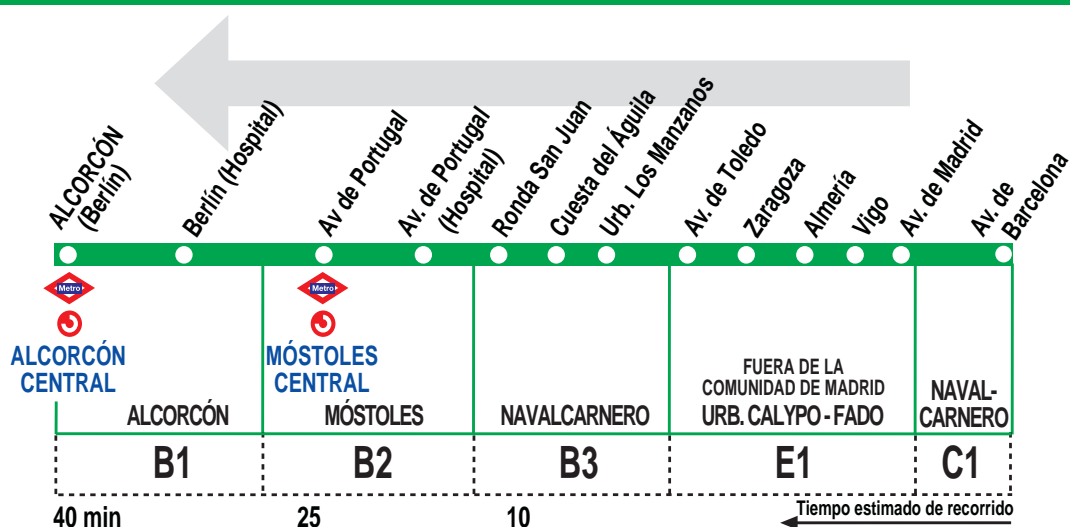 ALCORCÓN
(Berlín)
Berlín (Hospital)
Av de Portugal
Av. de Portugal
(Hospital)
Ronda San Juan
Cuesta del Águila
Urb. Los Manzanos
Av. de Toledo
Zaragoza
Almería
Vigo
Av. de Madrid
Av. de
Barcelona
Metro
Metro
ALCORCÓN
CENTRAL
MÓSTOLES
CENTRAL
ALCORCÓN
MÓSTOLES
NAVALCARNERO
FUERA DE LA
COMUNIDAD DE MADRID
URB. CALYPO - FADO
NAVAL-
CARNERO
B1
B2
B3
E1
C1
40 min
25
10
Tiempo estimado de recorrido